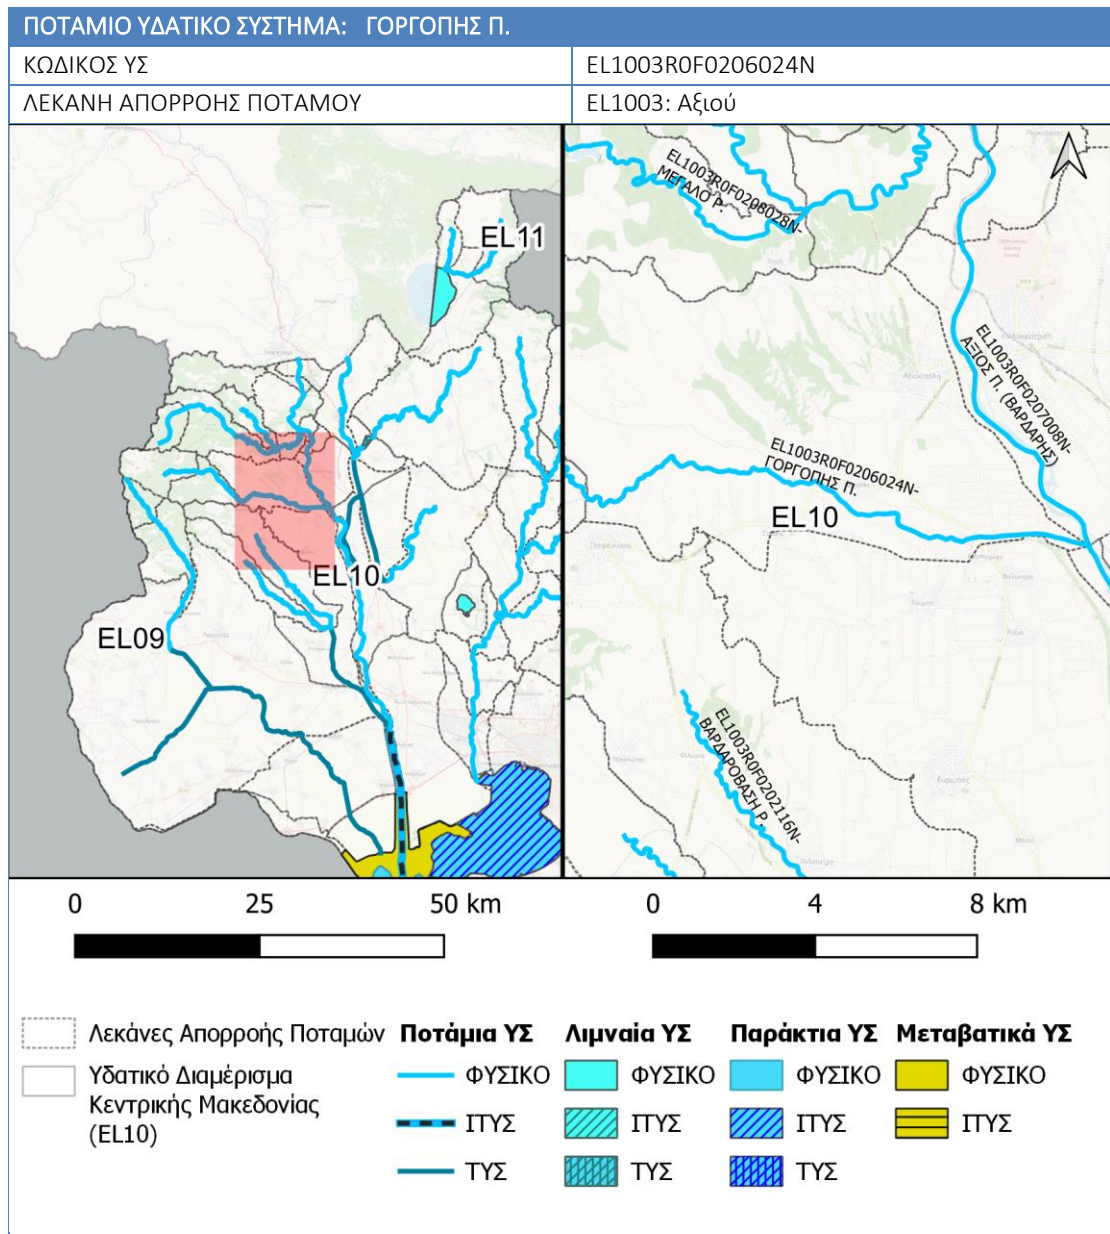 ΠΟΤΑΜΙΟ ΥΔΑΤΙΚΟ ΣΥΣΤΗΜΑ: ΓΟΡΓΟΠΗΣ Π.
ΚΩΔΙΚΟΣ ΥΣ EL1003R0F0206024N
ΛΕΚΑΝΗ ΑΠΟΡΡΟΗΣ ΠΟΤΑΜΟΥ EL1003: Αξιού
EL11
EL10
EL09
EL1003R0F0208028N-
ΜΕΓΑΛΟ Ρ.
EL1003R0F0207008N-
ΑΞΙΟΣ Π. (ΒΑΡΔΑΡΗΣ)
EL1003R0F0206024N-
ΓΟΡΓΟΠΗΣ Π.
EL10
EL1003R0F0202116N-
ΒΑΡΔΑΡΟΒΑΣΗ Ρ.
0 25 50 km
0 4 8 km
Λεκάνες Απορροής Ποταμών
Υδατικό Διαμέρισμα
Κεντρικής Μακεδονίας
(EL10)
Ποτάμια ΥΣ
ΦΥΣΙΚΟ
ΙΤΥΣ
ΤΥΣ
Λιμναία ΥΣ
ΦΥΣΙΚΟ
ΙΤΥΣ
ΤΥΣ
Παράκτια ΥΣ
ΦΥΣΙΚΟ
ΙΤΥΣ
ΤΥΣ
Μεταβατικά ΥΣ
ΦΥΣΙΚΟ
ΙΤΥΣ